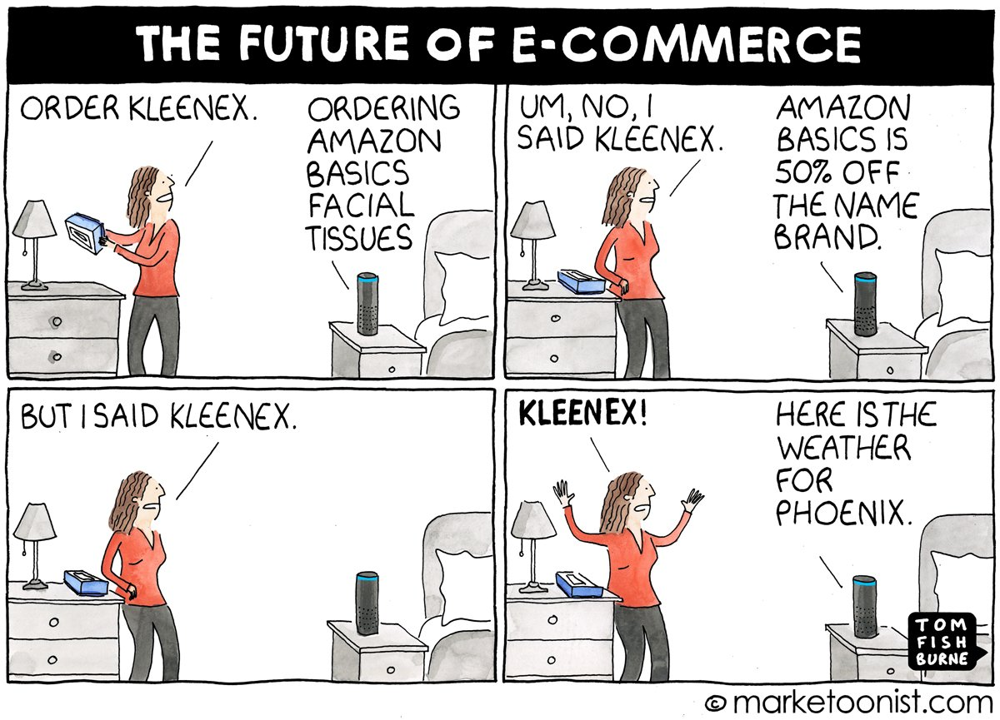 THE FUTURE OF E-COMMERCE
ORDER KLEENEX.
ORDERING
AMAZON
BASICS
FACIAL
TISSUES
UM, NO, I
SAID KLEENEX.
AMAZON
BASICS IS
50% OFF
THE NAME
BRAND.
BUT I SAID KLEENEX.
KLEENEX!
HERE IS THE
WEATHER
FOR
PHOENIX.
TOM
FISH
BURNE
© marketoonist.com